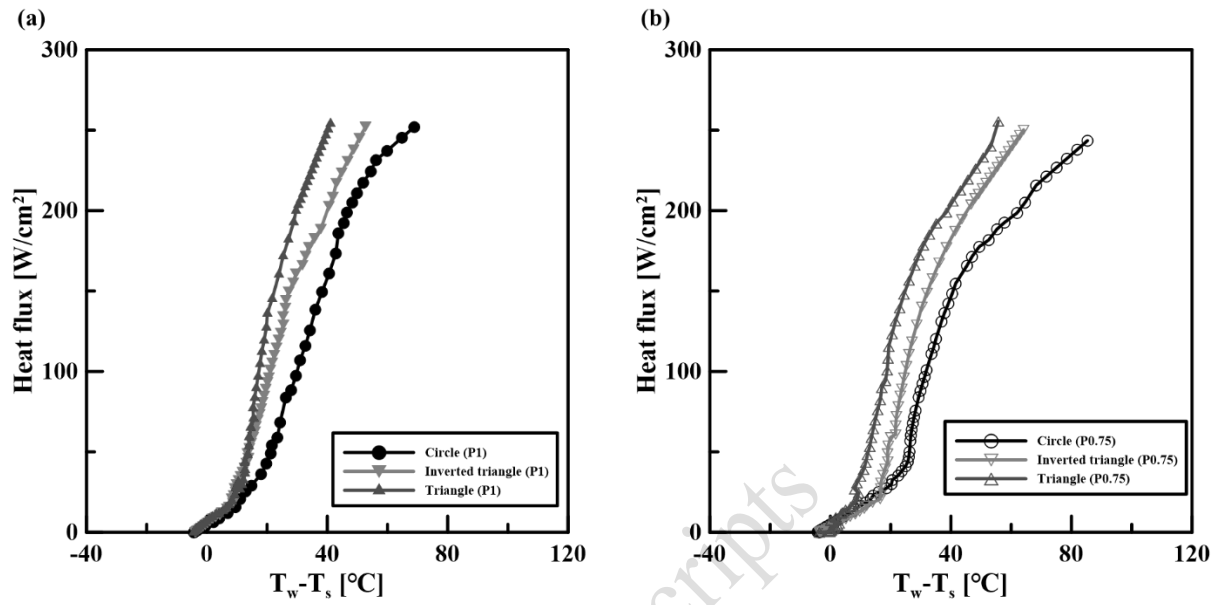 (a)
300
200
100
0
Heat flux [W/cm²]
-40 0 40 80 120
T_w-T_s [°C]
Circle (P1)
Inverted triangle (P1)
Triangle (P1)
(b)
300
200
100
0
Heat flux [W/cm²]
-40 0 40 80 120
T_w-T_s [°C]
Circle (P0.75)
Inverted triangle (P0.75)
Triangle (P0.75)